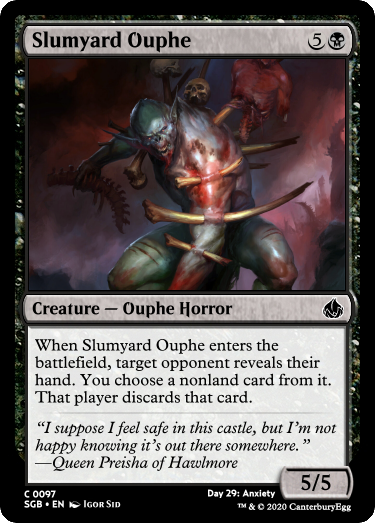 Slumyard Ouphe 5
Creature — Ouphe Horror
When Slumyard Ouphe enters the
battlefield, target opponent reveals their
hand. You choose a nonland card from it.
That player discards that card.
“I suppose I feel safe in this castle, but I’m not
happy knowing it’s out there somewhere.”
—Queen Preisha of Hawlmore
5/5
C 0097 Day 29: Anxiety
SGB • EN Igor Sid ™ & © 2020 CanterburyEgg